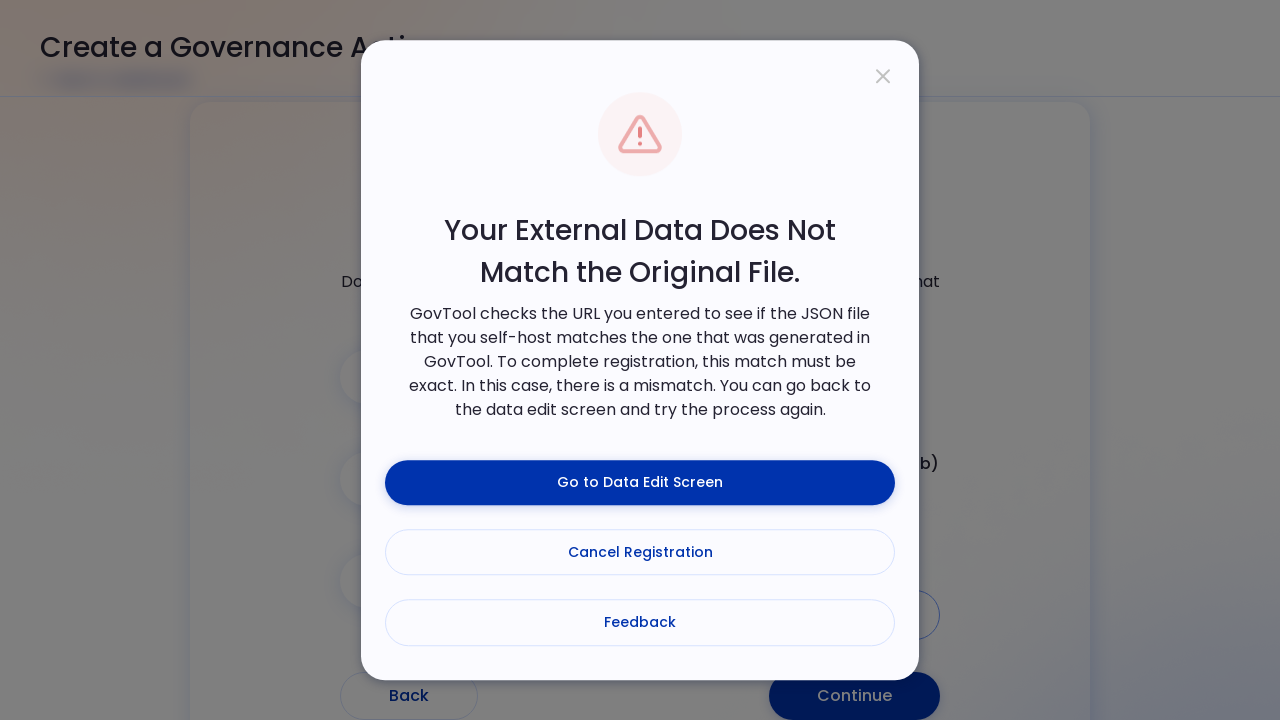 Create a Governance Acti
Your External Data Does Not
Match the Original File.
Do
hat
GovTool checks the URL you entered to see if the JSON file
that you self-host matches the one that was generated in
GovTool. To complete registration, this match must be
exact. In this case, there is a mismatch. You can go back to
the data edit screen and try the process again.
b)
Go to Data Edit Screen
Cancel Registration
Feedback
Back
Continue